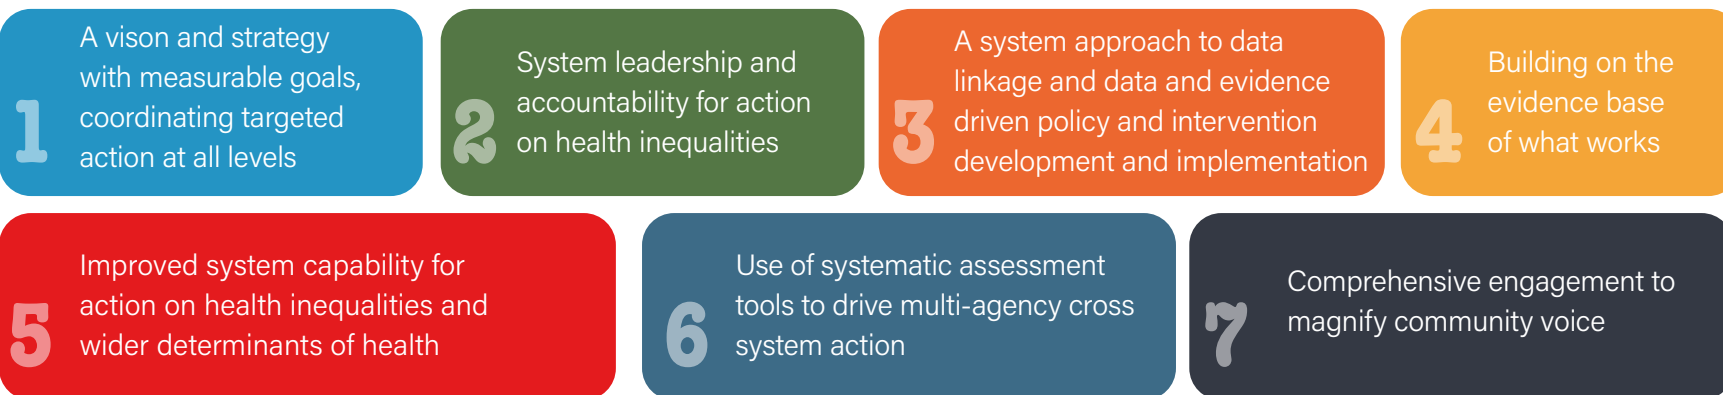 1
A vison and strategy
with measurable goals,
coordinating targeted
action at all levels
2
System leadership and
accountability for action
on health inequalities
3
A system approach to data
linkage and data and evidence
driven policy and intervention
development and implementation
4
Building on the
evidence base
of what works
5
Improved system capability for
action on health inequalities and
wider determinants of health
6
Use of systematic assessment
tools to drive multi-agency cross
system action
7
Comprehensive engagement to
magnify community voice